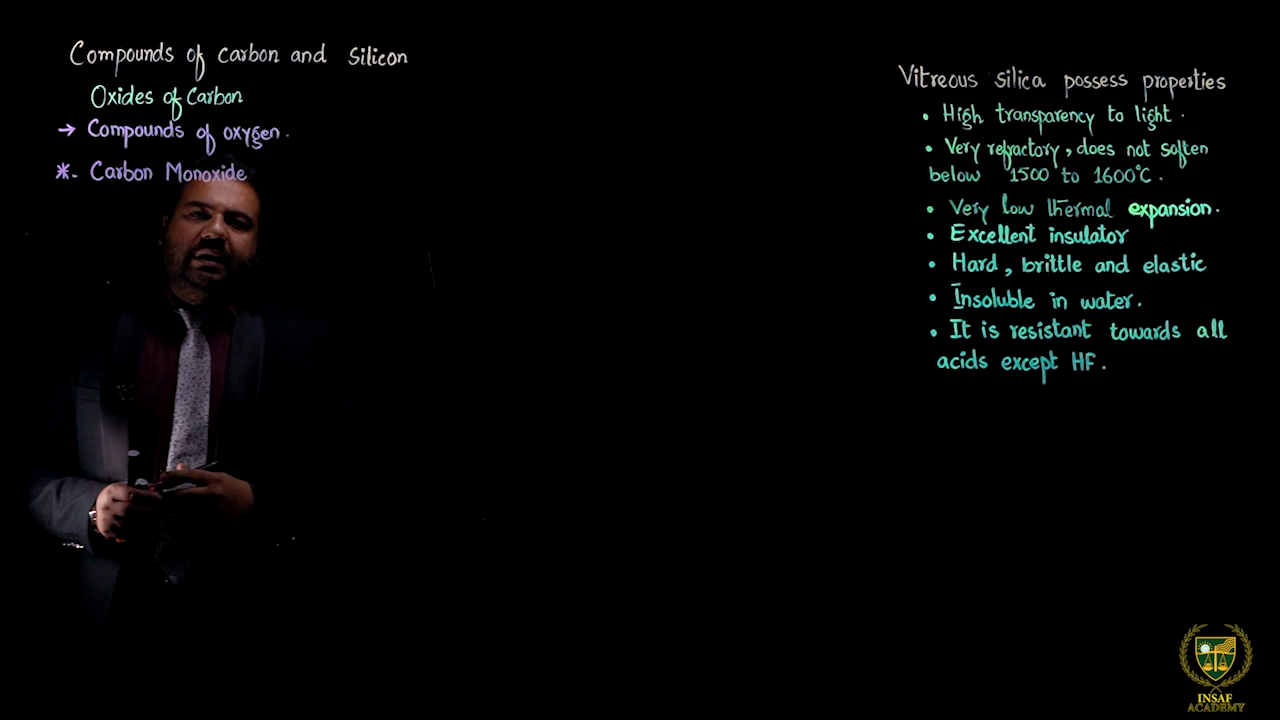 Compounds of Carbon and Silicon
Oxides of Carbon
→ Compounds of oxygen.
*- Carbon Monoxide
Vitreous silica possess properties
• High transparency to light.
• Very refractory, does not soften
below 1500 to 1600°C.
• Very low thermal expansion.
• Excellent insulator
• Hard, brittle and elastic
• Insoluble in water.
• It is resistant towards all
acids except HF.
INSAF
ACADEMY